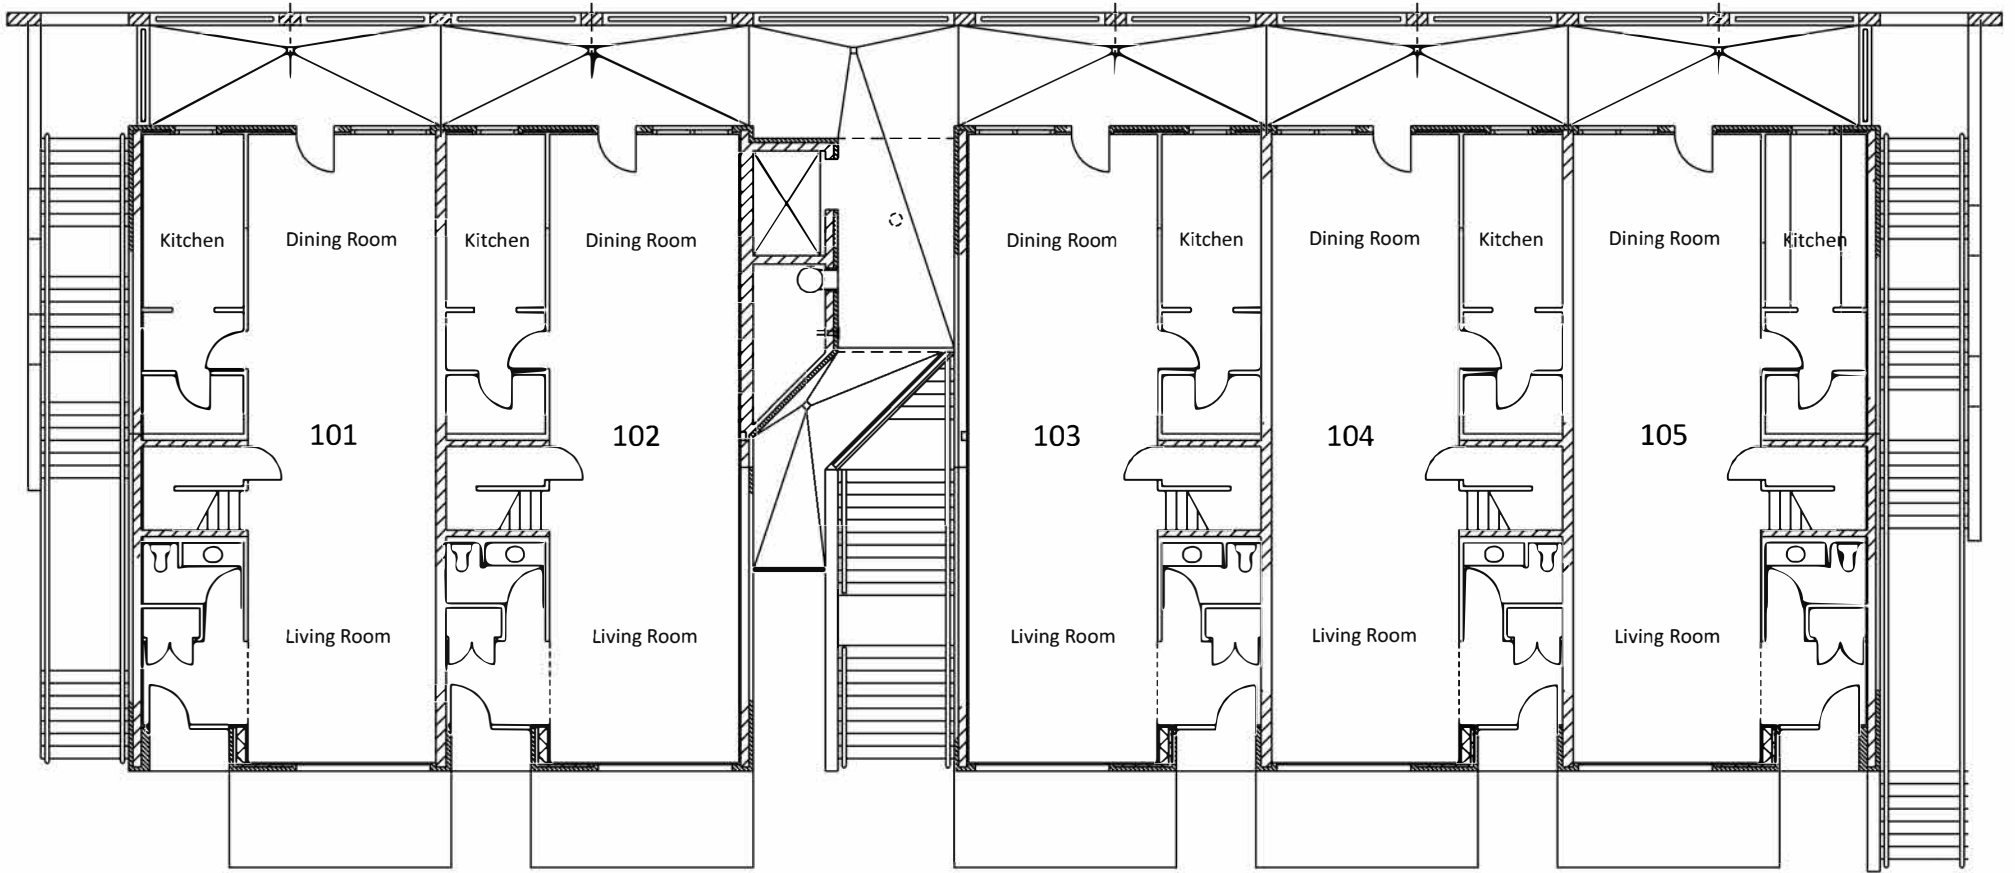 Kitchen Dining Room Kitchen Dining Room Dining Room Kitchen Dining Room Kitchen Dining Room Kitchen
101 102 103 104 105
Living Room Living Room Living Room Living Room Living Room